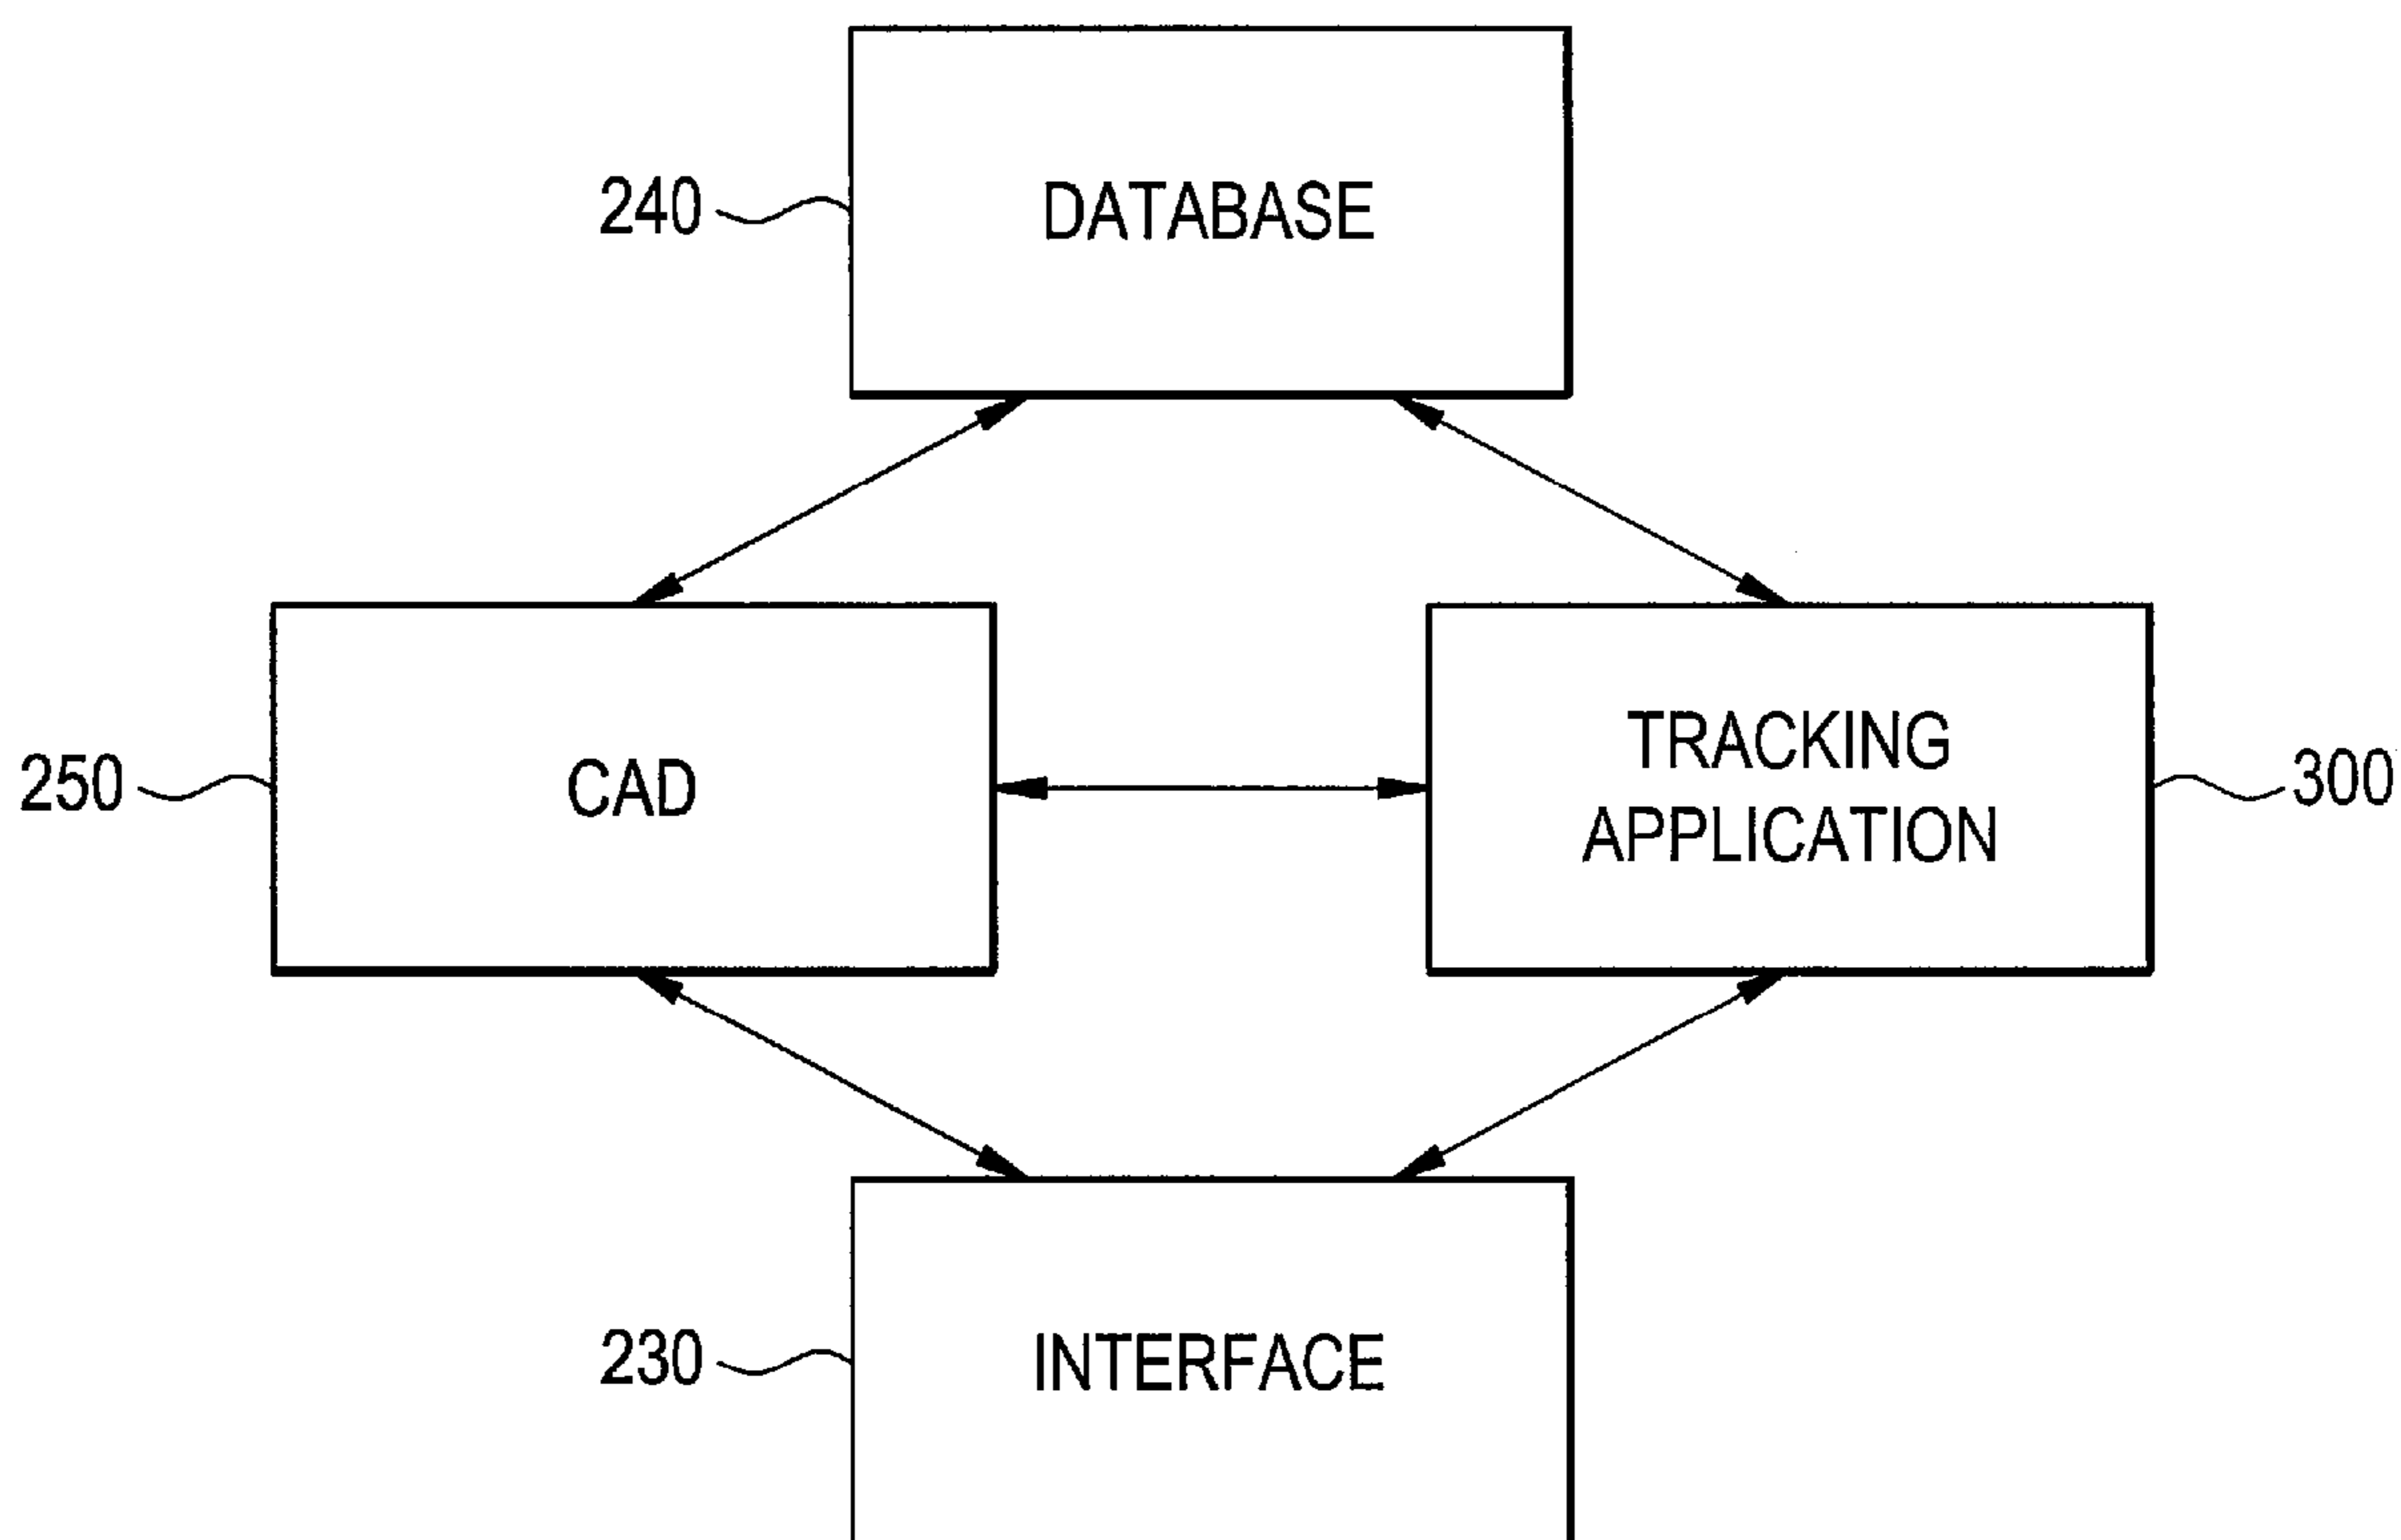 240
DATABASE
250
CAD
TRACKING
APPLICATION
300
230
INTERFACE